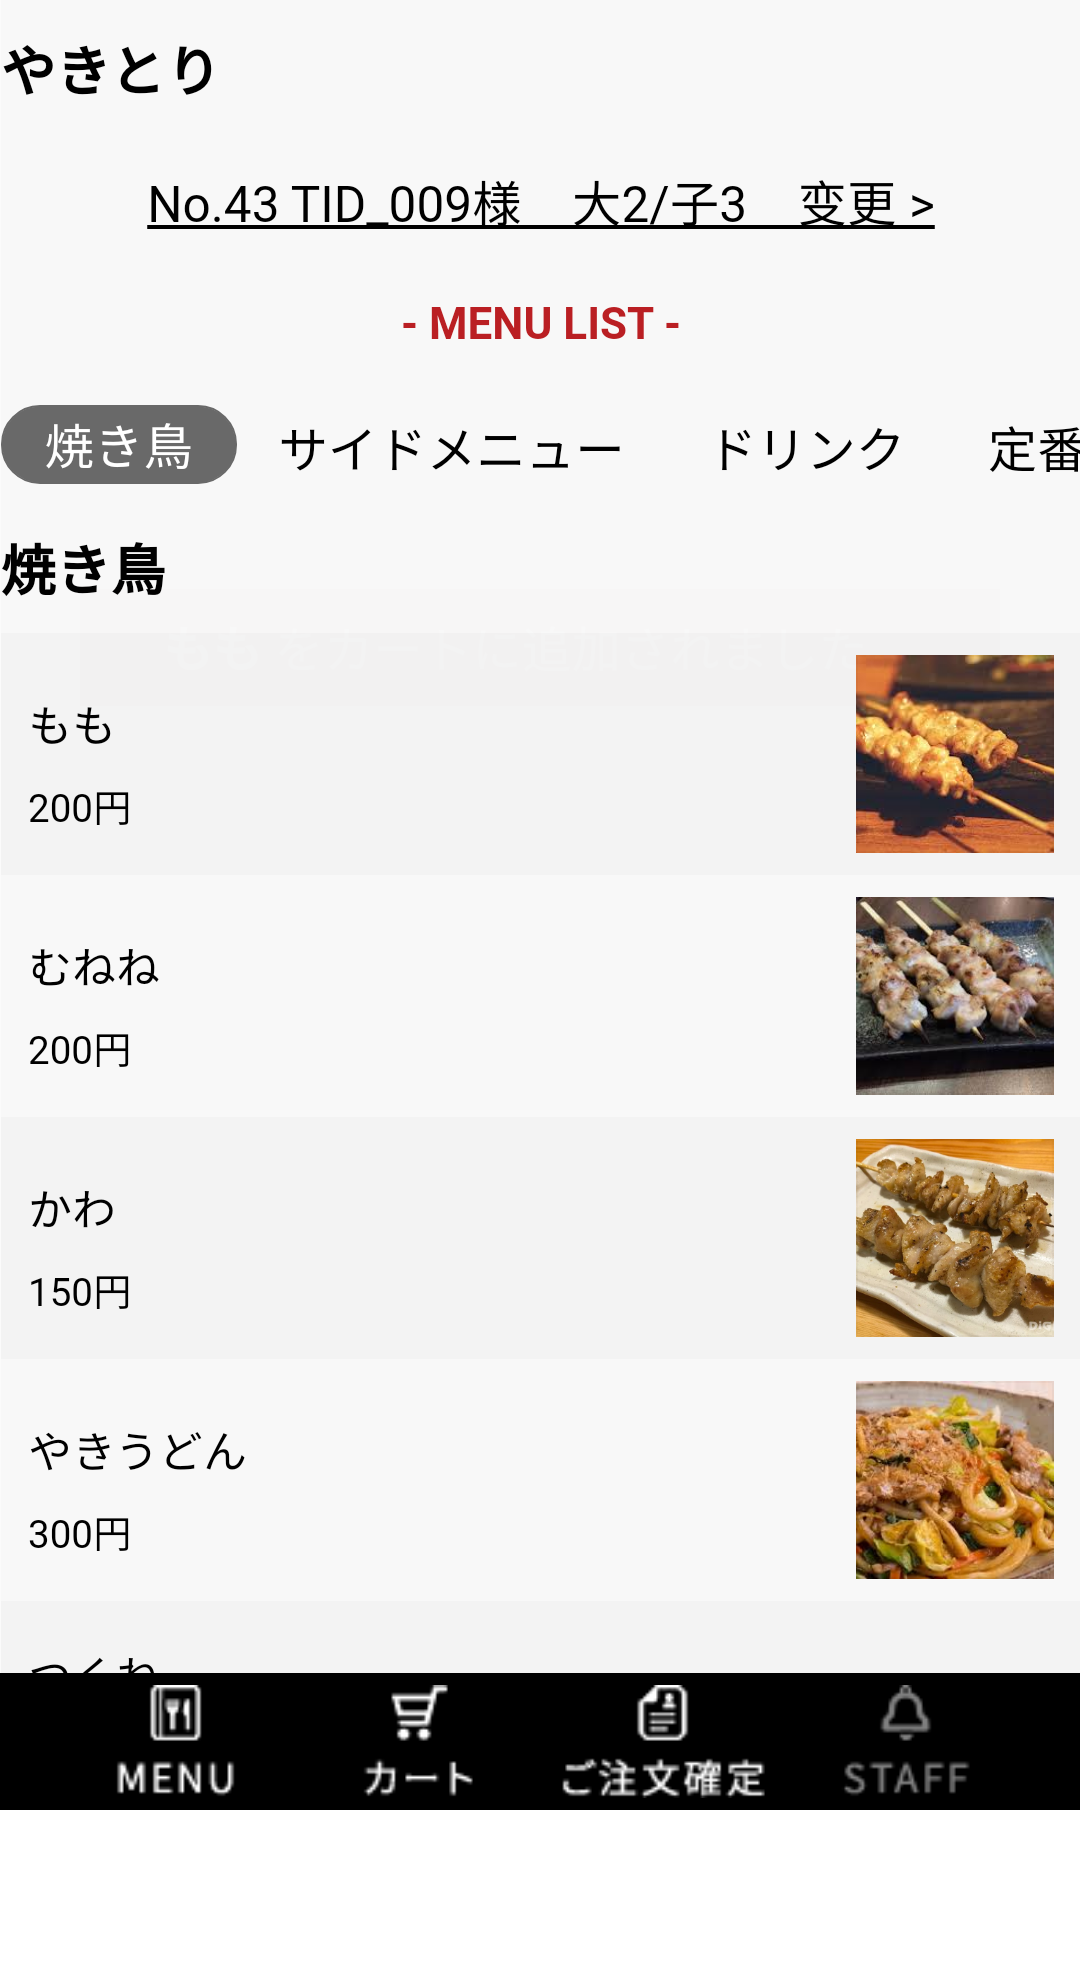 やきとり
No.43 TID_009様 大2/子3 変更 >
- MENU LIST -
焼き鳥 サイドメニュー ドリンク 定番
焼き鳥
もも をカートに追加されました
もも
200円
むねね
200円
かわ
150円
やきうどん
300円
MENU カート ご注文確定 STAFF